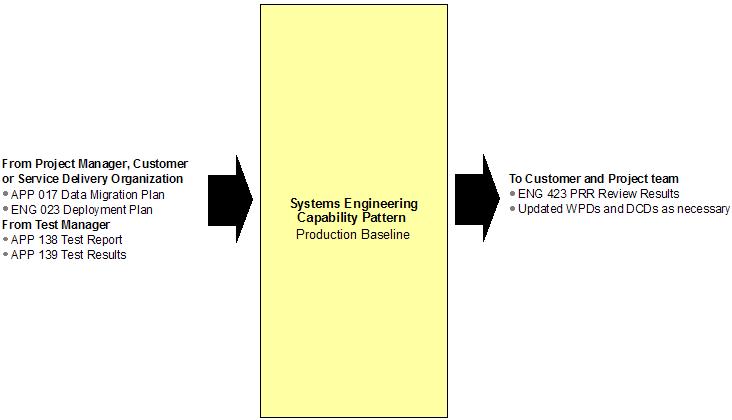 From Project Manager, Customer
or Service Delivery Organization
• APP 017 Data Migration Plan
• ENG 023 Deployment Plan
From Test Manager
• APP 138 Test Report
• APP 139 Test Results
Systems Engineering
Capability Pattern
Production Baseline
To Customer and Project team
• ENG 423 PRR Review Results
• Updated WPDs and DCDs as necessary